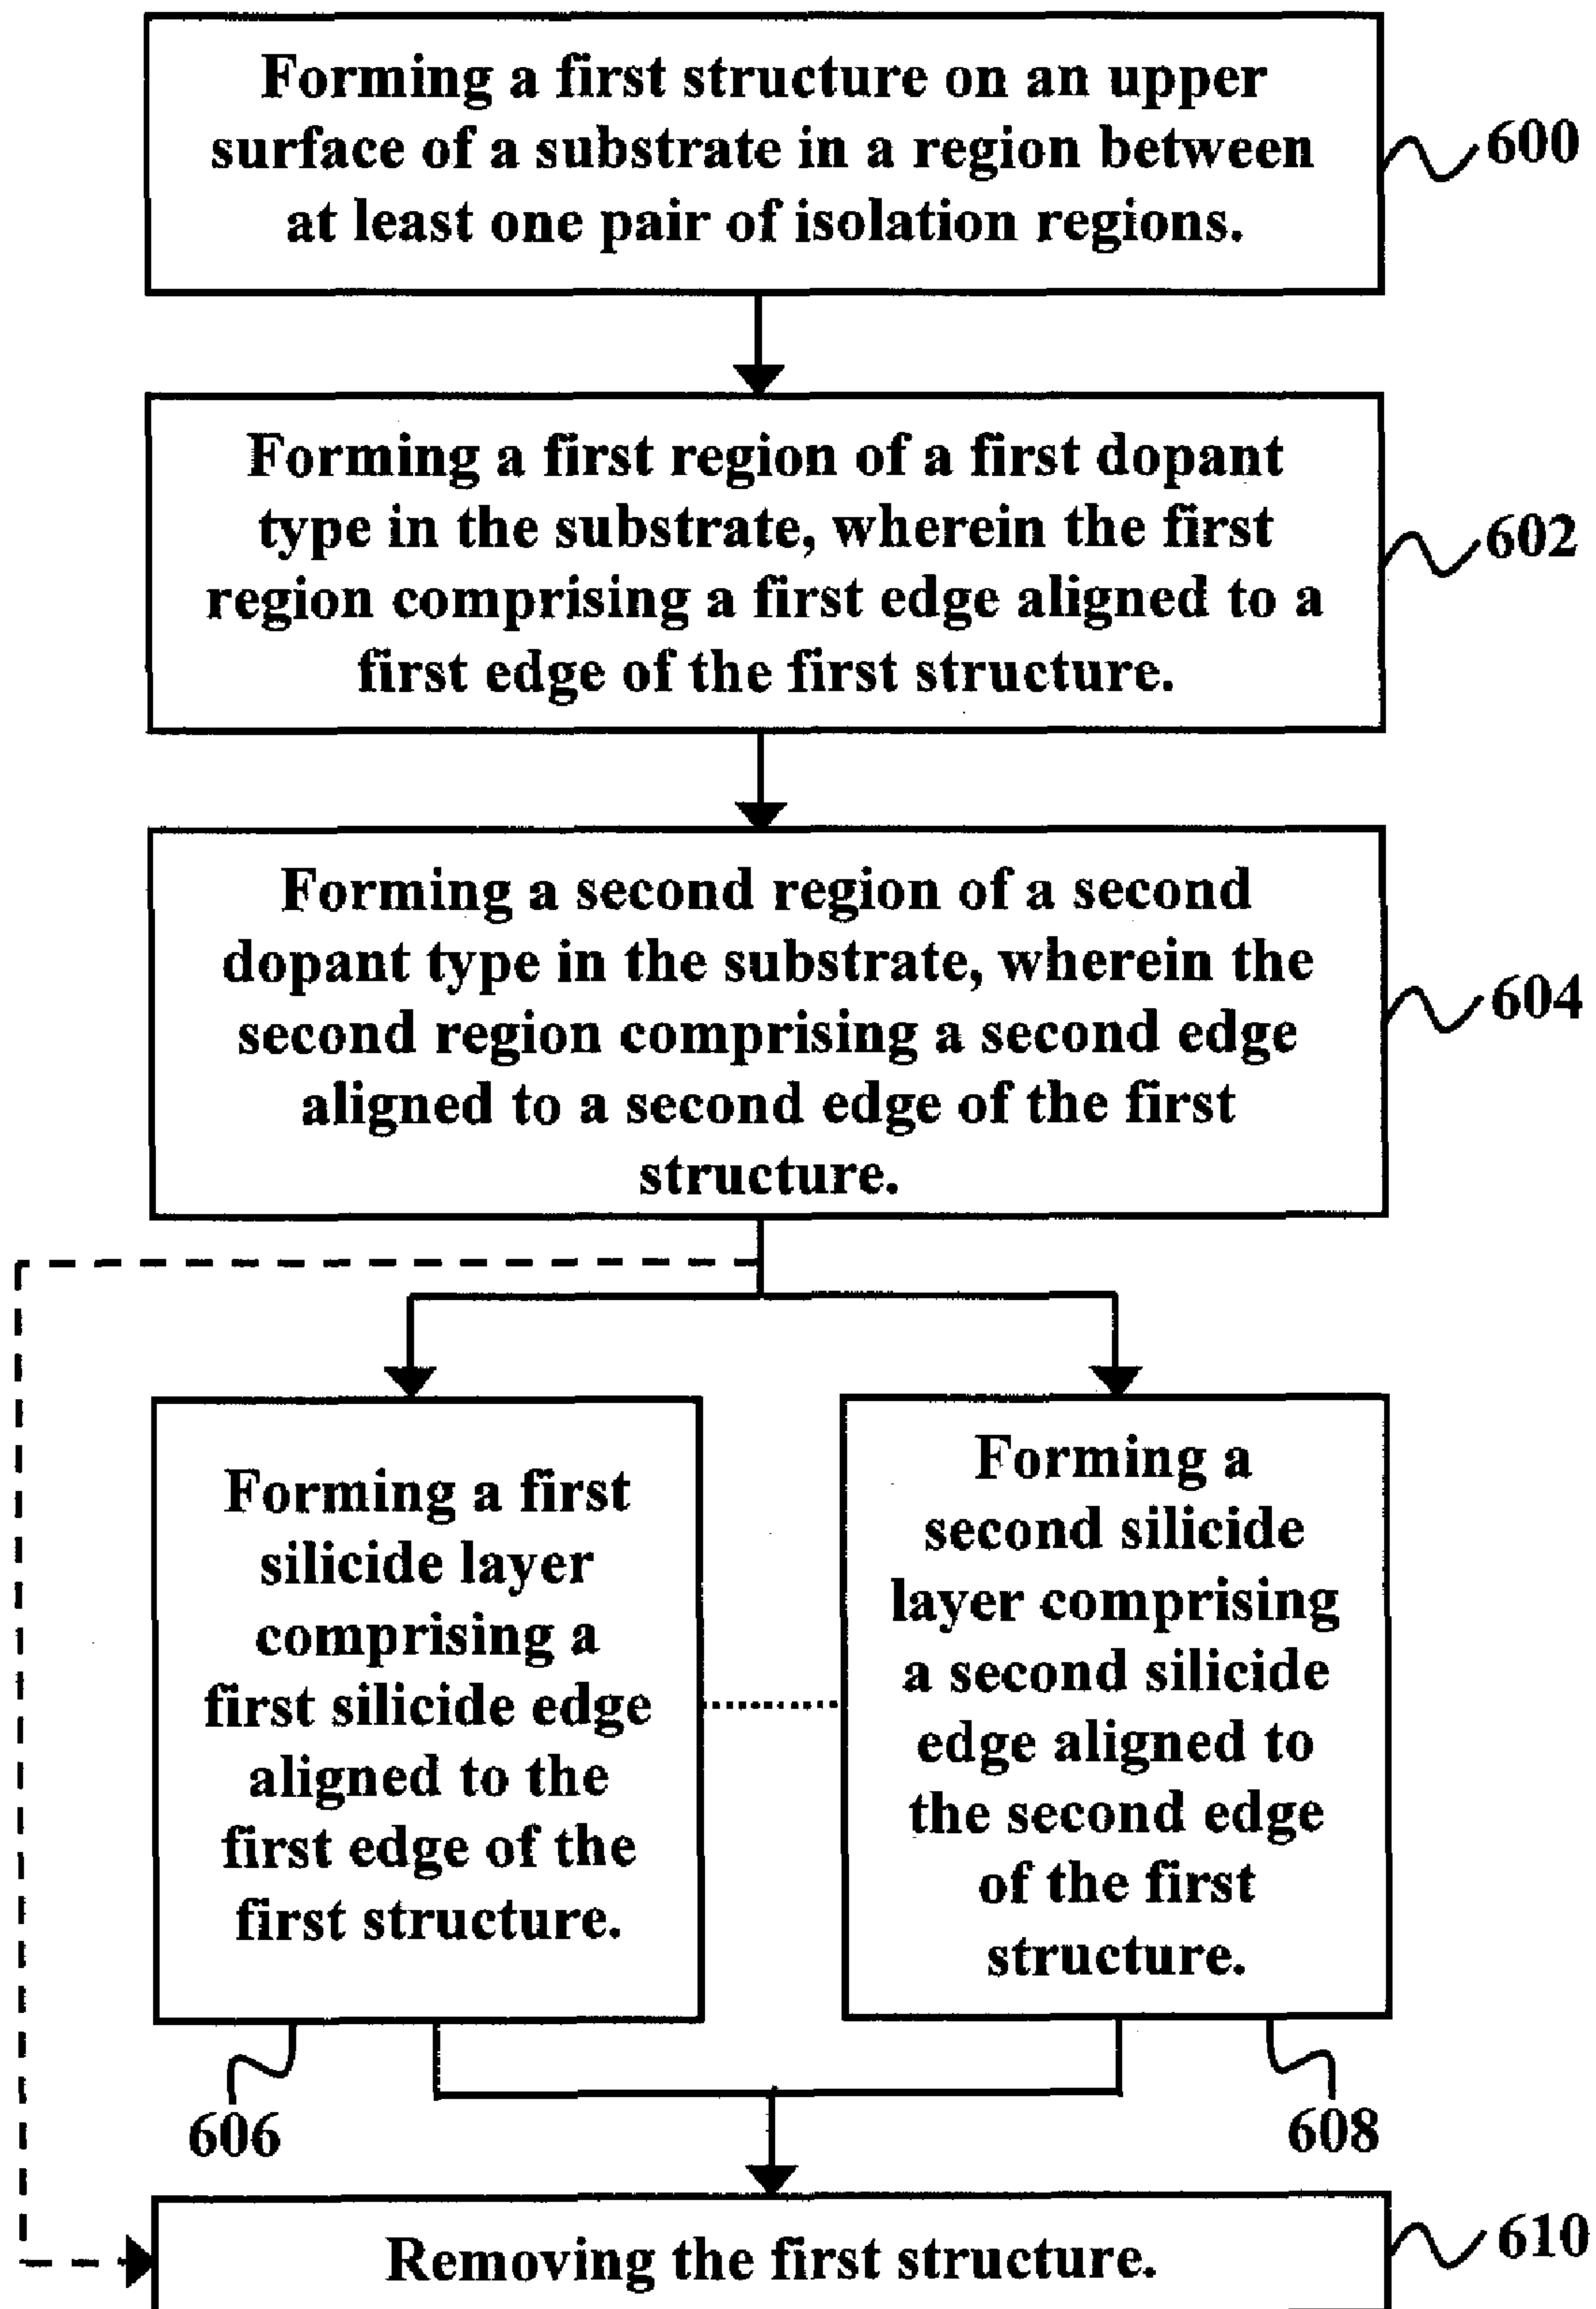 Forming a first structure on an upper
surface of a substrate in a region between
at least one pair of isolation regions.
600
Forming a first region of a first dopant
type in the substrate, wherein the first
region comprising a first edge aligned to a
first edge of the first structure.
602
Forming a second region of a second
dopant type in the substrate, wherein the
second region comprising a second edge
aligned to a second edge of the first
structure.
604
Forming a first
silicide layer
comprising a
first silicide edge
aligned to the
first edge of the
first structure.
606
Forming a
second silicide
layer comprising
a second silicide
edge aligned to
the second edge
of the first
structure.
608
Removing the first structure.
610